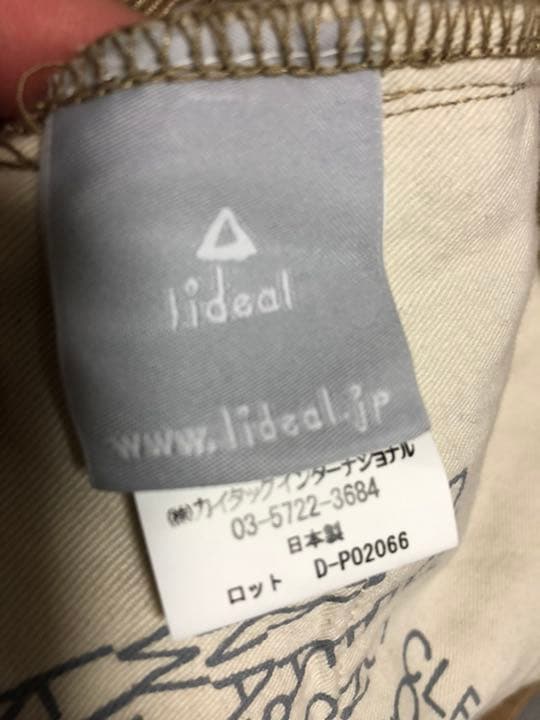 lideal
www.lideal.jp
㈱カイタックインターナショナル
03-5722-3684
日本製
ロット D-P02066